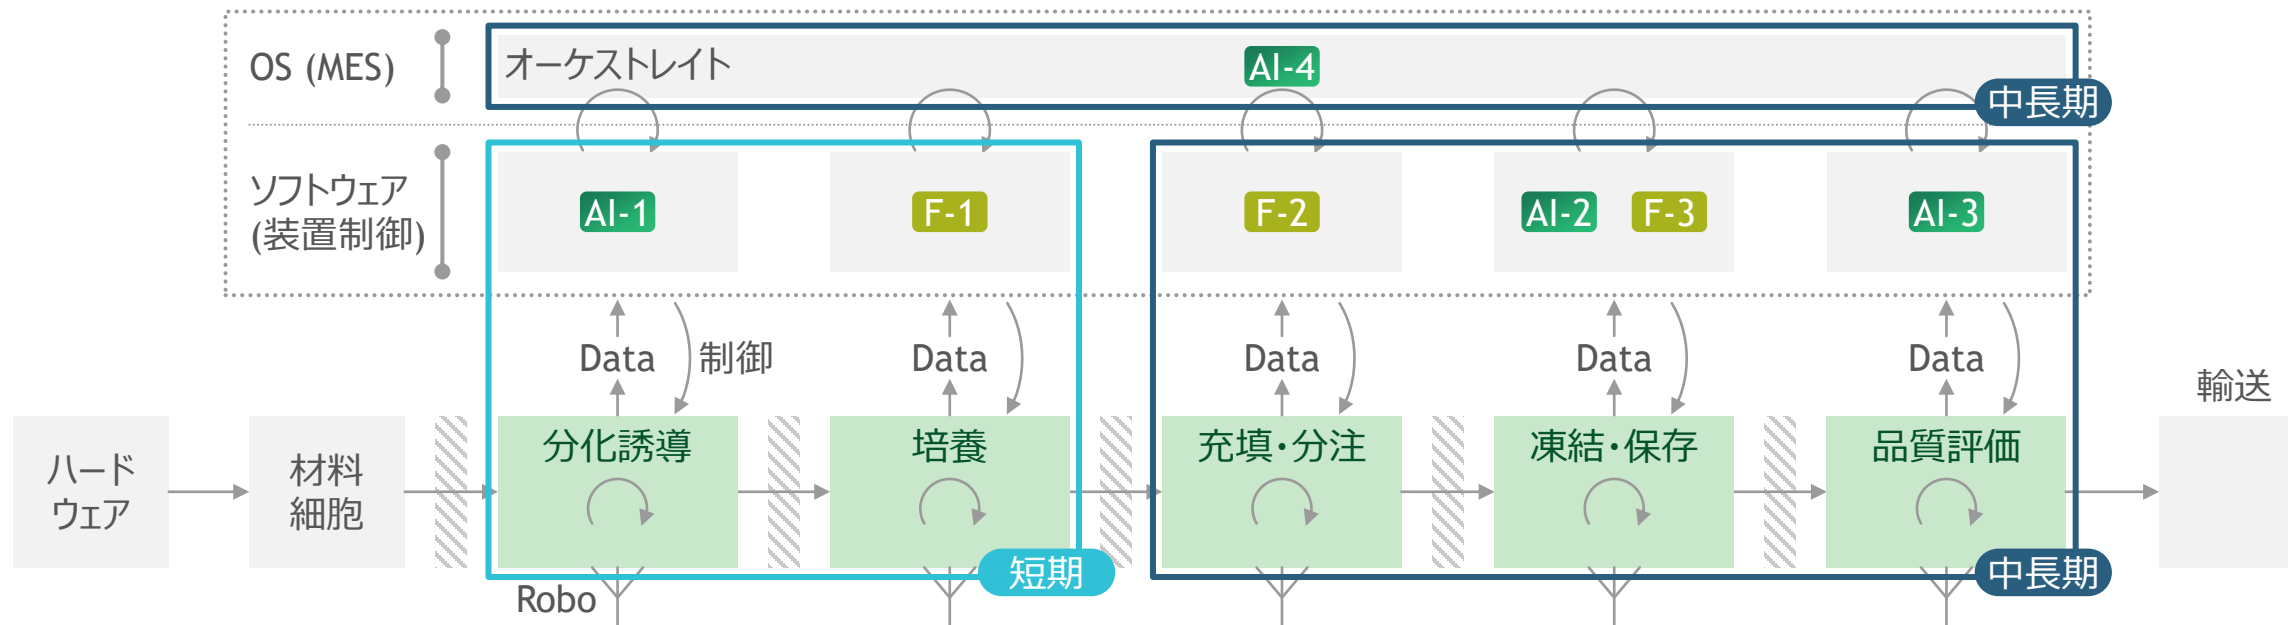 OS (MES)
オーケストレイト
AI-4
中長期
ソフトウェア
(装置制御)
AI-1
F-1
F-2
AI-2
F-3
AI-3
Data
制御
Data
Data
Data
Data
輸送
ハード
ウェア
材料
細胞
分化誘導
培養
充填・分注
凍結・保存
品質評価
短期
中長期
Robo